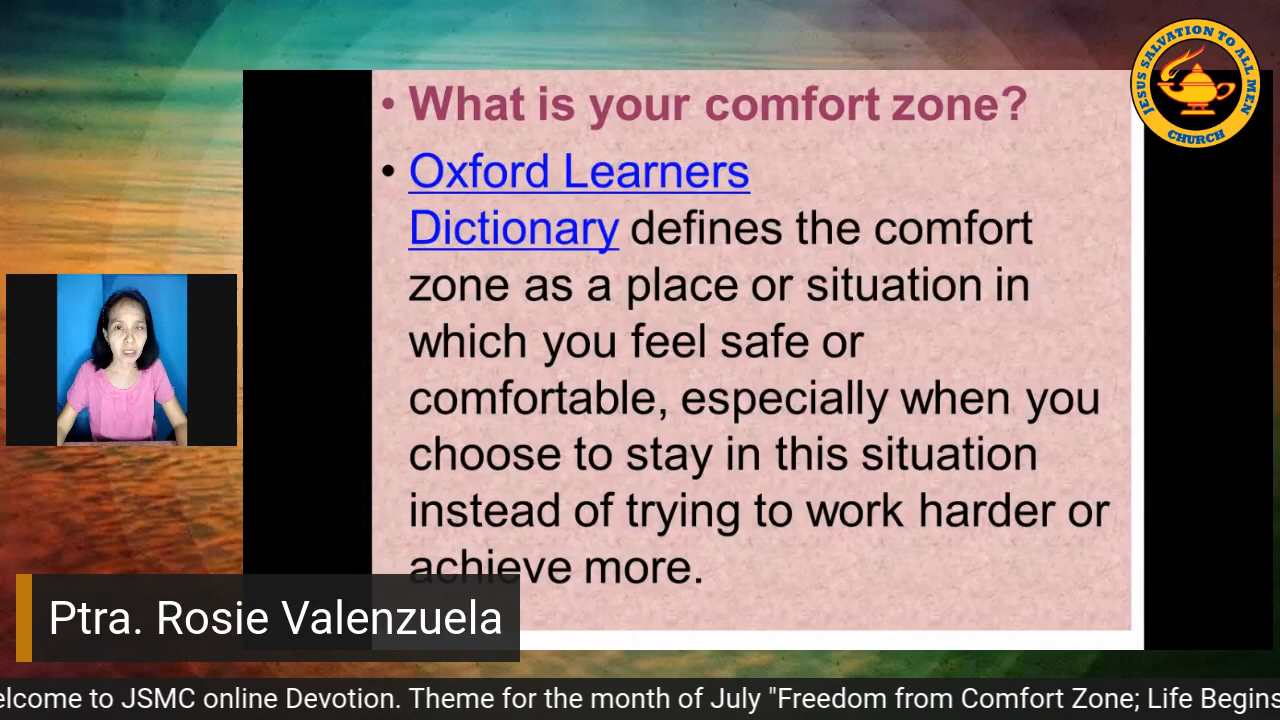 JESUS SALVATION TO ALL MEN
CHURCH
• What is your comfort zone?
• Oxford Learners
Dictionary defines the comfort
zone as a place or situation in
which you feel safe or
comfortable, especially when you
choose to stay in this situation
instead of trying to work harder or
achieve more.
Ptra. Rosie Valenzuela
elcome to JSMC online Devotion. Theme for the month of July "Freedom from Comfort Zone; Life Begins